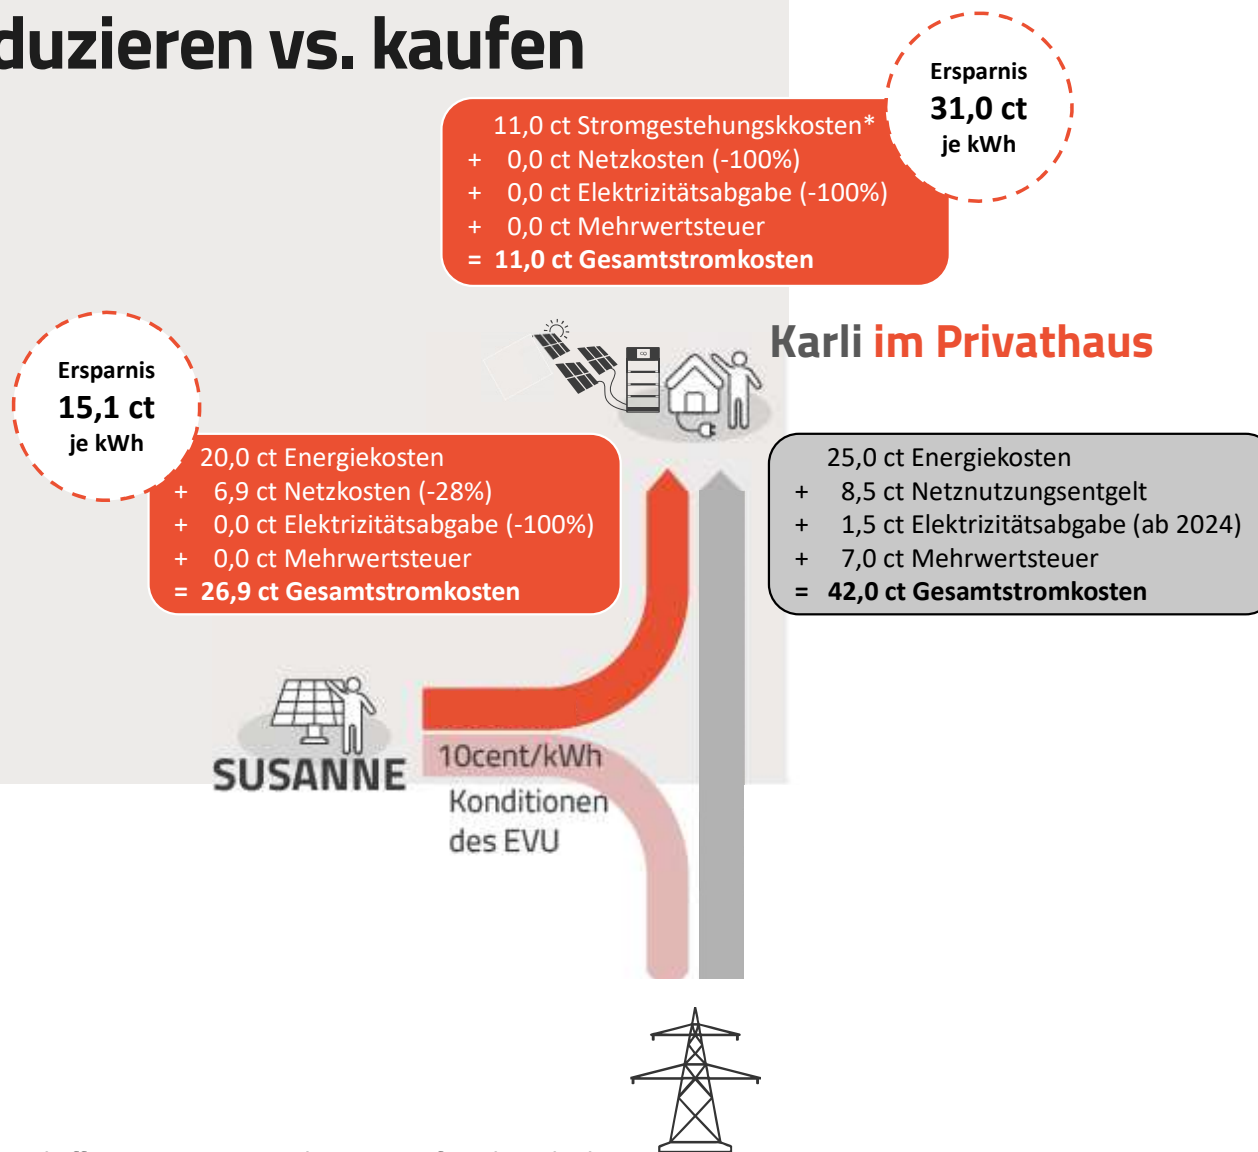 duzieren vs. kaufen
Ersparnis
31,0 ct
je kWh
11,0 ct Stromgestehungskkosten*
+ 0,0 ct Netzkosten (-100%)
+ 0,0 ct Elektrizitätsabgabe (-100%)
+ 0,0 ct Mehrwertsteuer
= 11,0 ct Gesamtstromkosten
Karli im Privathaus
Ersparnis
15,1 ct
je kWh
20,0 ct Energiekosten
+ 6,9 ct Netzkosten (-28%)
+ 0,0 ct Elektrizitätsabgabe (-100%)
+ 0,0 ct Mehrwertsteuer
= 26,9 ct Gesamtstromkosten
25,0 ct Energiekosten
+ 8,5 ct Netznutzungsentgelt
+ 1,5 ct Elektrizitätsabgabe (ab 2024)
+ 7,0 ct Mehrwertsteuer
= 42,0 ct Gesamtstromkosten
SUSANNE
10cent/kWh
Konditionen
des EVU